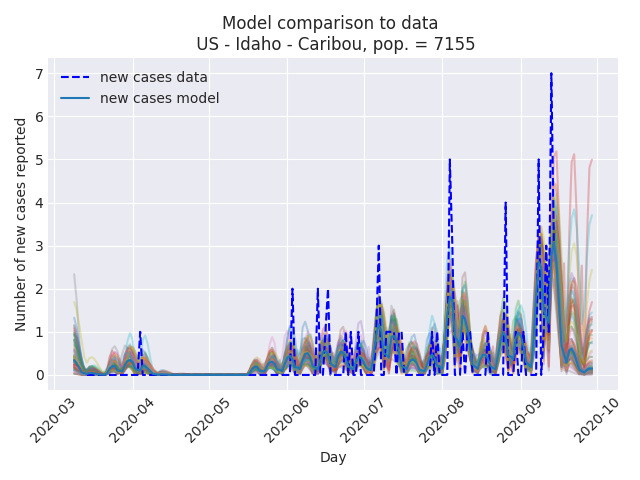 Model comparison to data
US - Idaho - Caribou, pop. = 7155
new cases data
new cases model
Number of new cases reported
7
6
5
4
3
2
1
0
2020-03
2020-04
2020-05
2020-06
2020-07
2020-08
2020-09
2020-10
Day